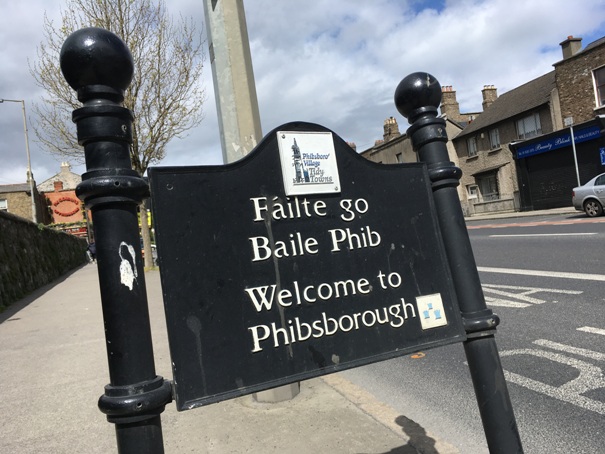 Phibsboro'
Village
Tidy
Towns
Fáilte go
Baile Phib
Welcome to
Phibsborough